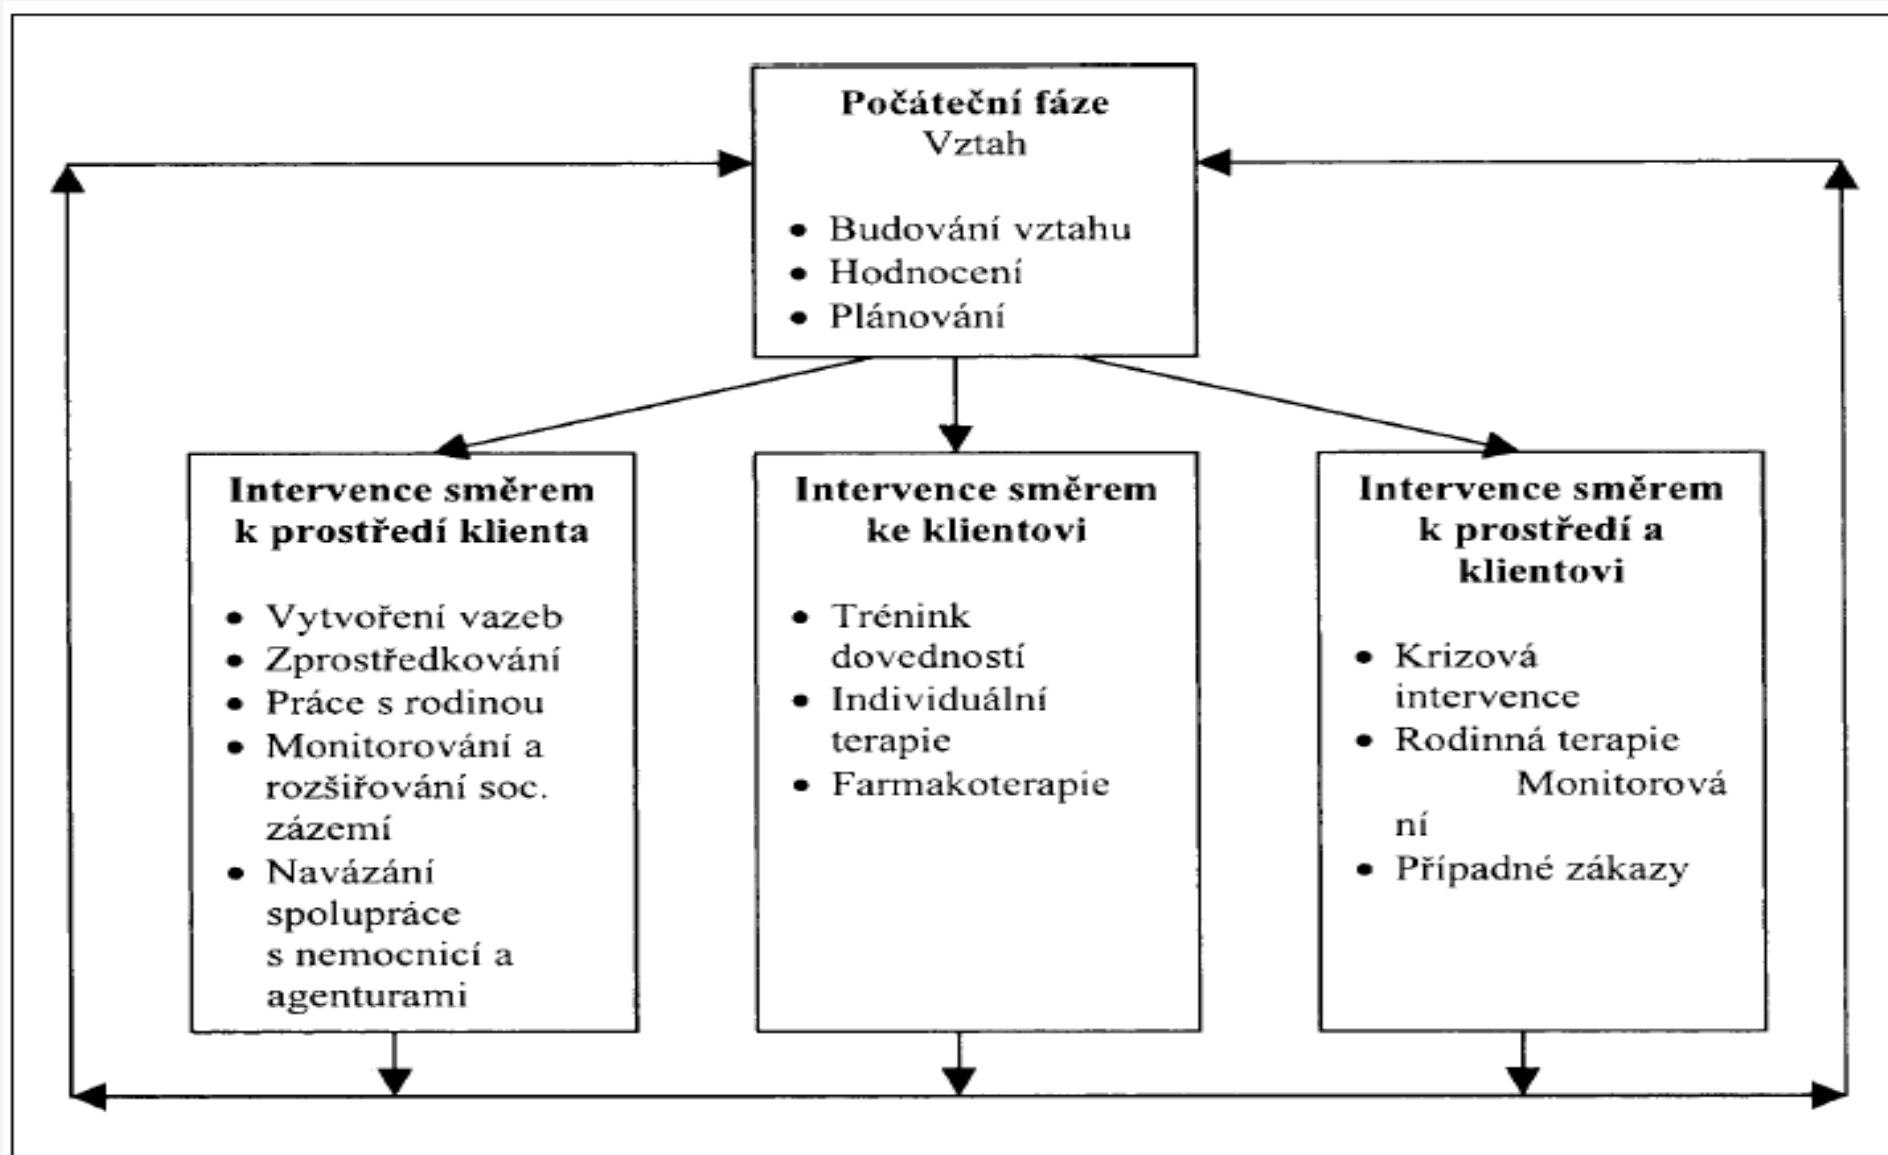 Počáteční fáze
Vztah
• Budování vztahu
• Hodnocení
• Plánování
Intervence směrem
k prostředí klienta
• Vytvoření vazeb
• Zprostředkování
• Práce s rodinou
• Monitorování a
rozšiřování soc.
zázemí
• Navázání
spolupráce
s nemocnicí a
agenturami
Intervence směrem
ke klientovi
• Trénink
dovedností
• Individuální
terapie
• Farmakoterapie
Intervence směrem
k prostředí a
klientovi
• Krizová
intervence
• Rodinná terapie
Monitorová
ní
• Případné zákazy